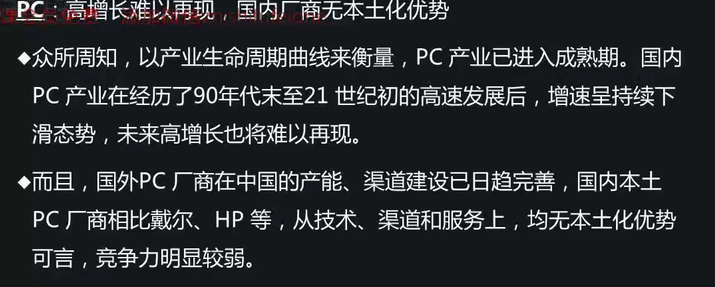 PC：高增长难以再现，国内厂商无本土化优势
◆众所周知，以产业生命周期曲线来衡量，PC 产业已进入成熟期。国内
PC 产业在经历了90年代末至21 世纪初的高速发展后，增速呈持续下
滑态势，未来高增长也将难以再现。
◆而且，国外PC 厂商在中国的产能、渠道建设已日趋完善，国内本土
PC 厂商相比戴尔、HP 等，从技术、渠道和服务上，均无本土化优势
可言，竞争力明显较弱。